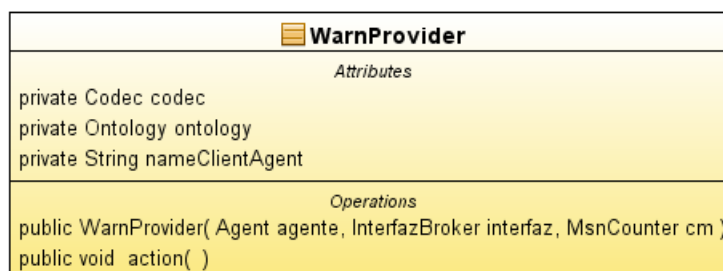 WarnProvider
Attributes
private Codec codec
private Ontology ontology
private String nameClientAgent
Operations
public WarnProvider( Agent agente, InterfazBroker interfaz, MsnCounter cm )
public void action( )